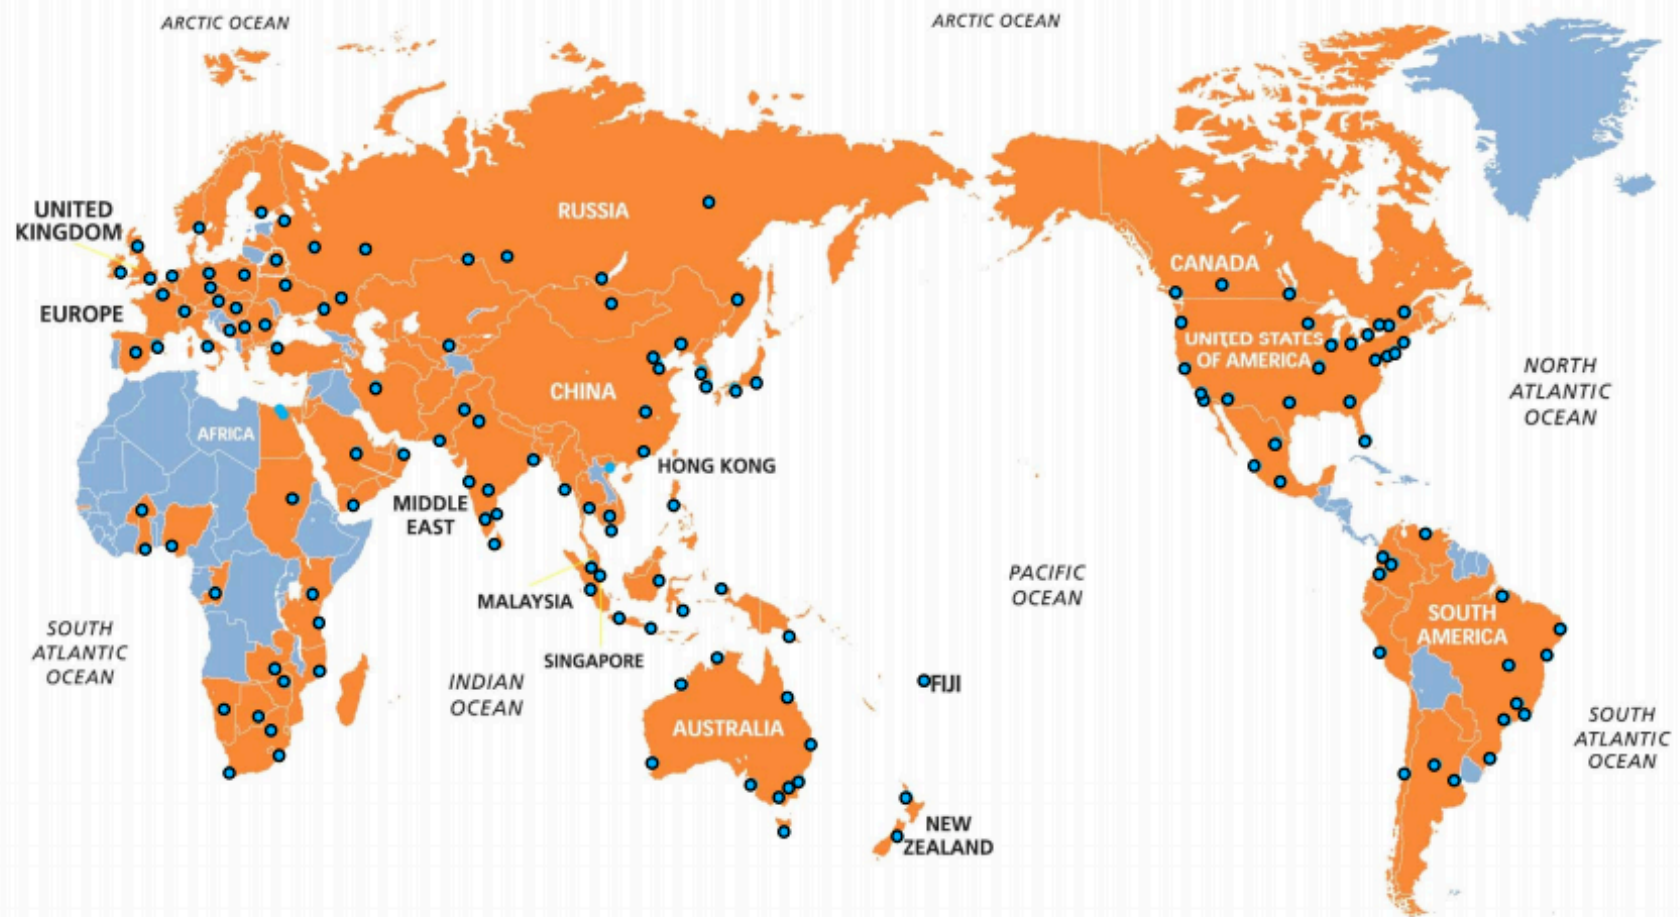 ARCTIC OCEAN
ARCTIC OCEAN
UNITED
KINGDOM
RUSSIA
CANADA
EUROPE
UNITED STATES
OF AMERICA
CHINA
NORTH
ATLANTIC
OCEAN
AFRICA
HONG KONG
MIDDLE
EAST
PACIFIC
OCEAN
MALAYSIA
SOUTH
AMERICA
SOUTH
ATLANTIC
OCEAN
SINGAPORE
INDIAN
OCEAN
FIJI
AUSTRALIA
SOUTH
ATLANTIC
OCEAN
NEW
ZEALAND